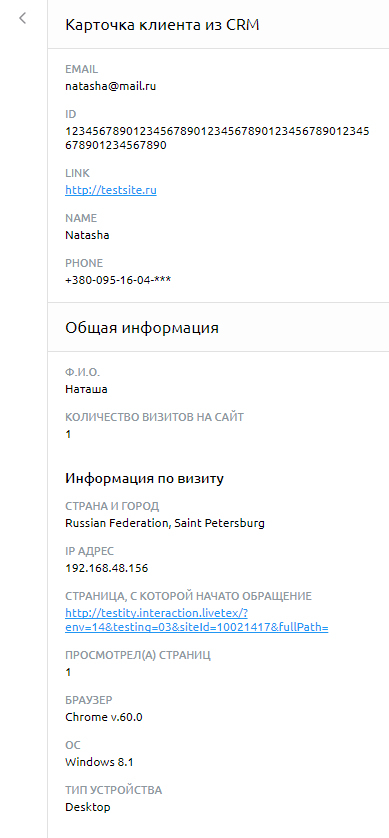 Карточка клиента из CRM
EMAIL
natasha@mail.ru
ID
123456789012345678901234567890123456789012345
678901234567890
LINK
http://testsite.ru
NAME
Natasha
PHONE
+380-095-16-04-***
Общая информация
Ф.И.О.
Наташа
КОЛИЧЕСТВО ВИЗИТОВ НА САЙТ
1
Информация по визиту
СТРАНА И ГОРОД
Russian Federation, Saint Petersburg
IP АДРЕС
192.168.48.156
СТРАНИЦА, С КОТОРОЙ НАЧАТО ОБРАЩЕНИЕ
http://testity.interaction.livetex/?
env=14&testing=03&siteId=10021417&fullPath=
ПРОСМОТРЕЛ(А) СТРАНИЦ
1
БРАУЗЕР
Chrome v.60.0
ОС
Windows 8.1
ТИП УСТРОЙСТВА
Desktop